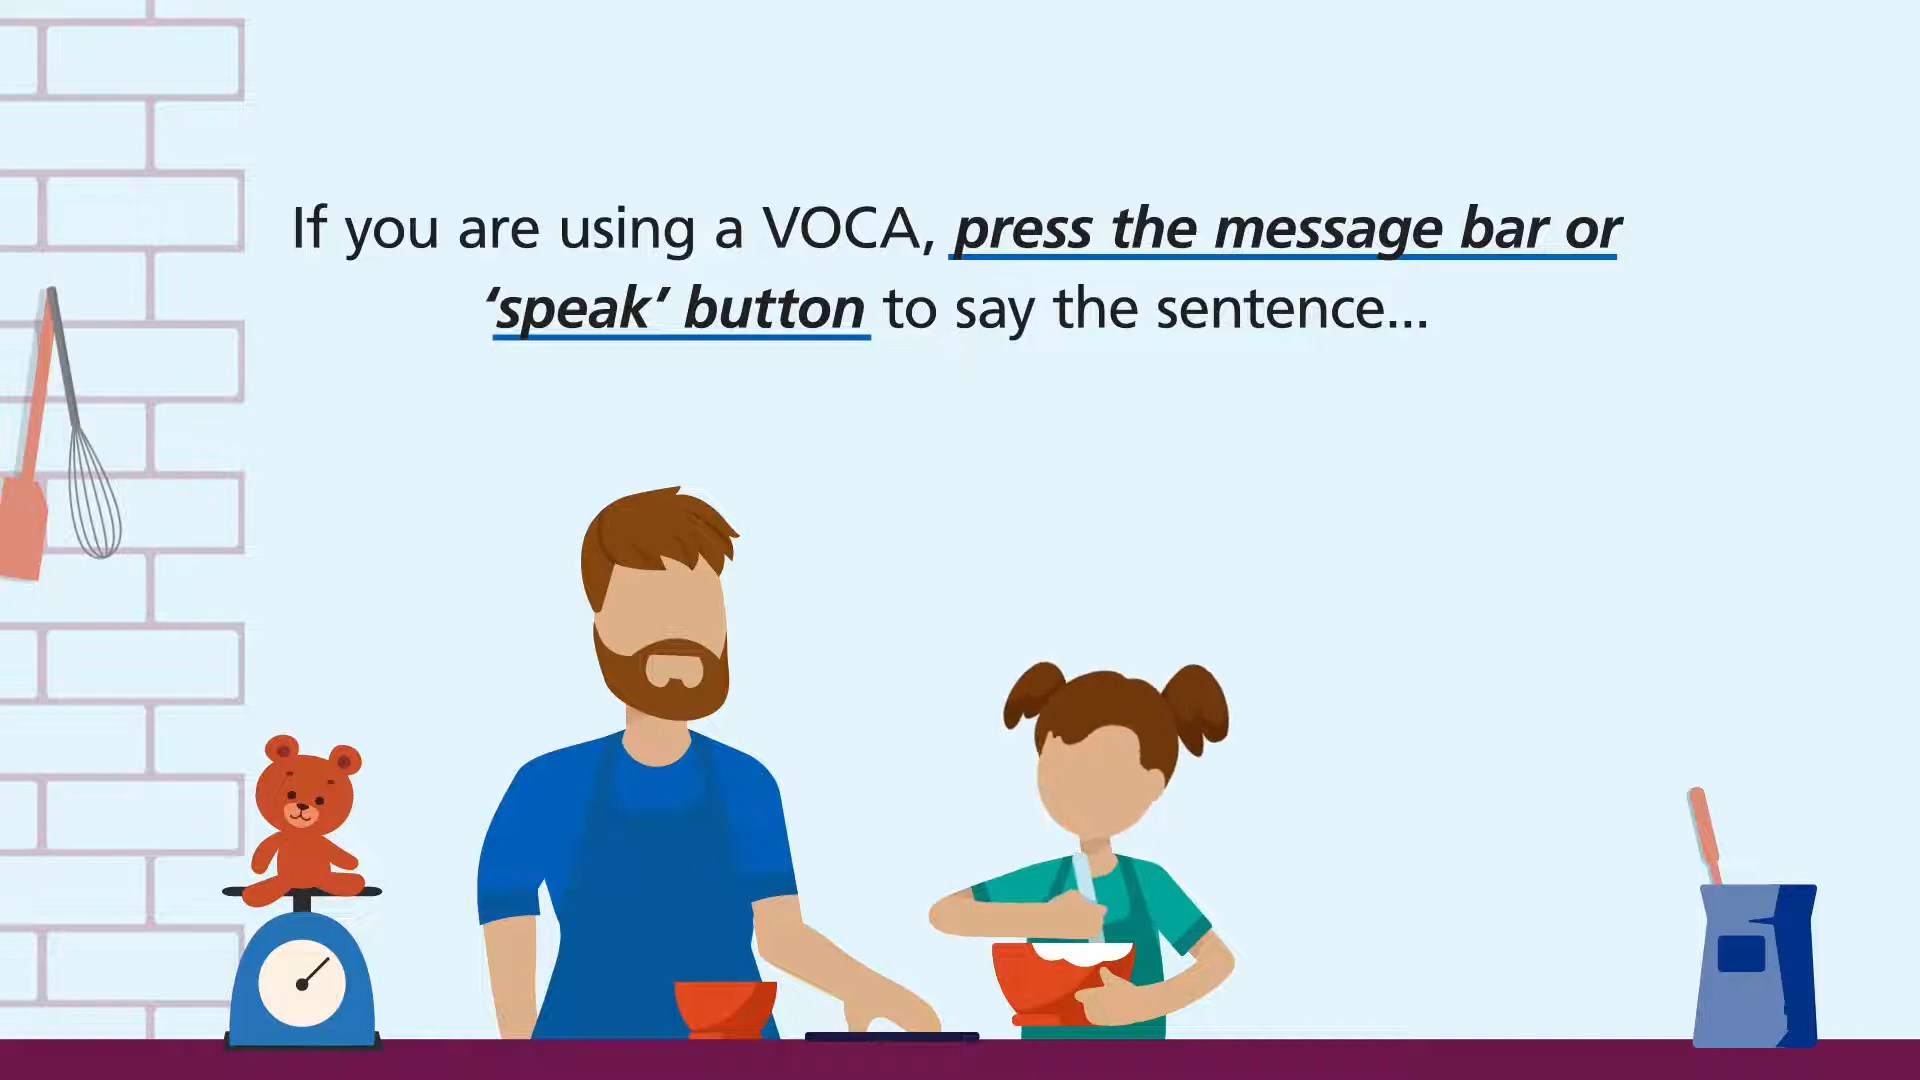 If you are using a VOCA, press the message bar or
‘speak’ button to say the sentence...